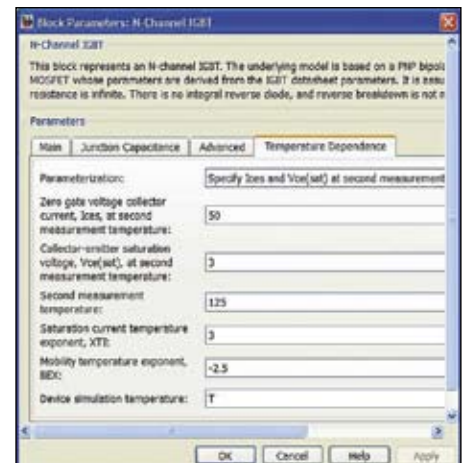 Block Parameters: N-Channel IGBT
N-Channel IGBT
This block represents an N-channel IGBT. The underlying model is based on a PNP bipola
MOSFET whose parameters are derived from the IGBT datasheet parameters. It is assu
resistance is infinite. There is no integral reverse diode, and reverse breakdown is not m
Parameters
Main Junction Capacitance Advanced Temperature Dependence
Parameterization: Specify Ices and Vce(sat) at second measurement
Zero gate voltage collector
current, Ices, at second
measurement temperature:
50
Collector-emitter saturation
voltage, Vce(sat), at second
measurement temperature:
3
Second measurement
temperature:
125
Saturation current temperature
exponent, XTI:
3
Mobility temperature exponent,
BEX:
-2.5
Device simulation temperature: T
OK Cancel Help Apply